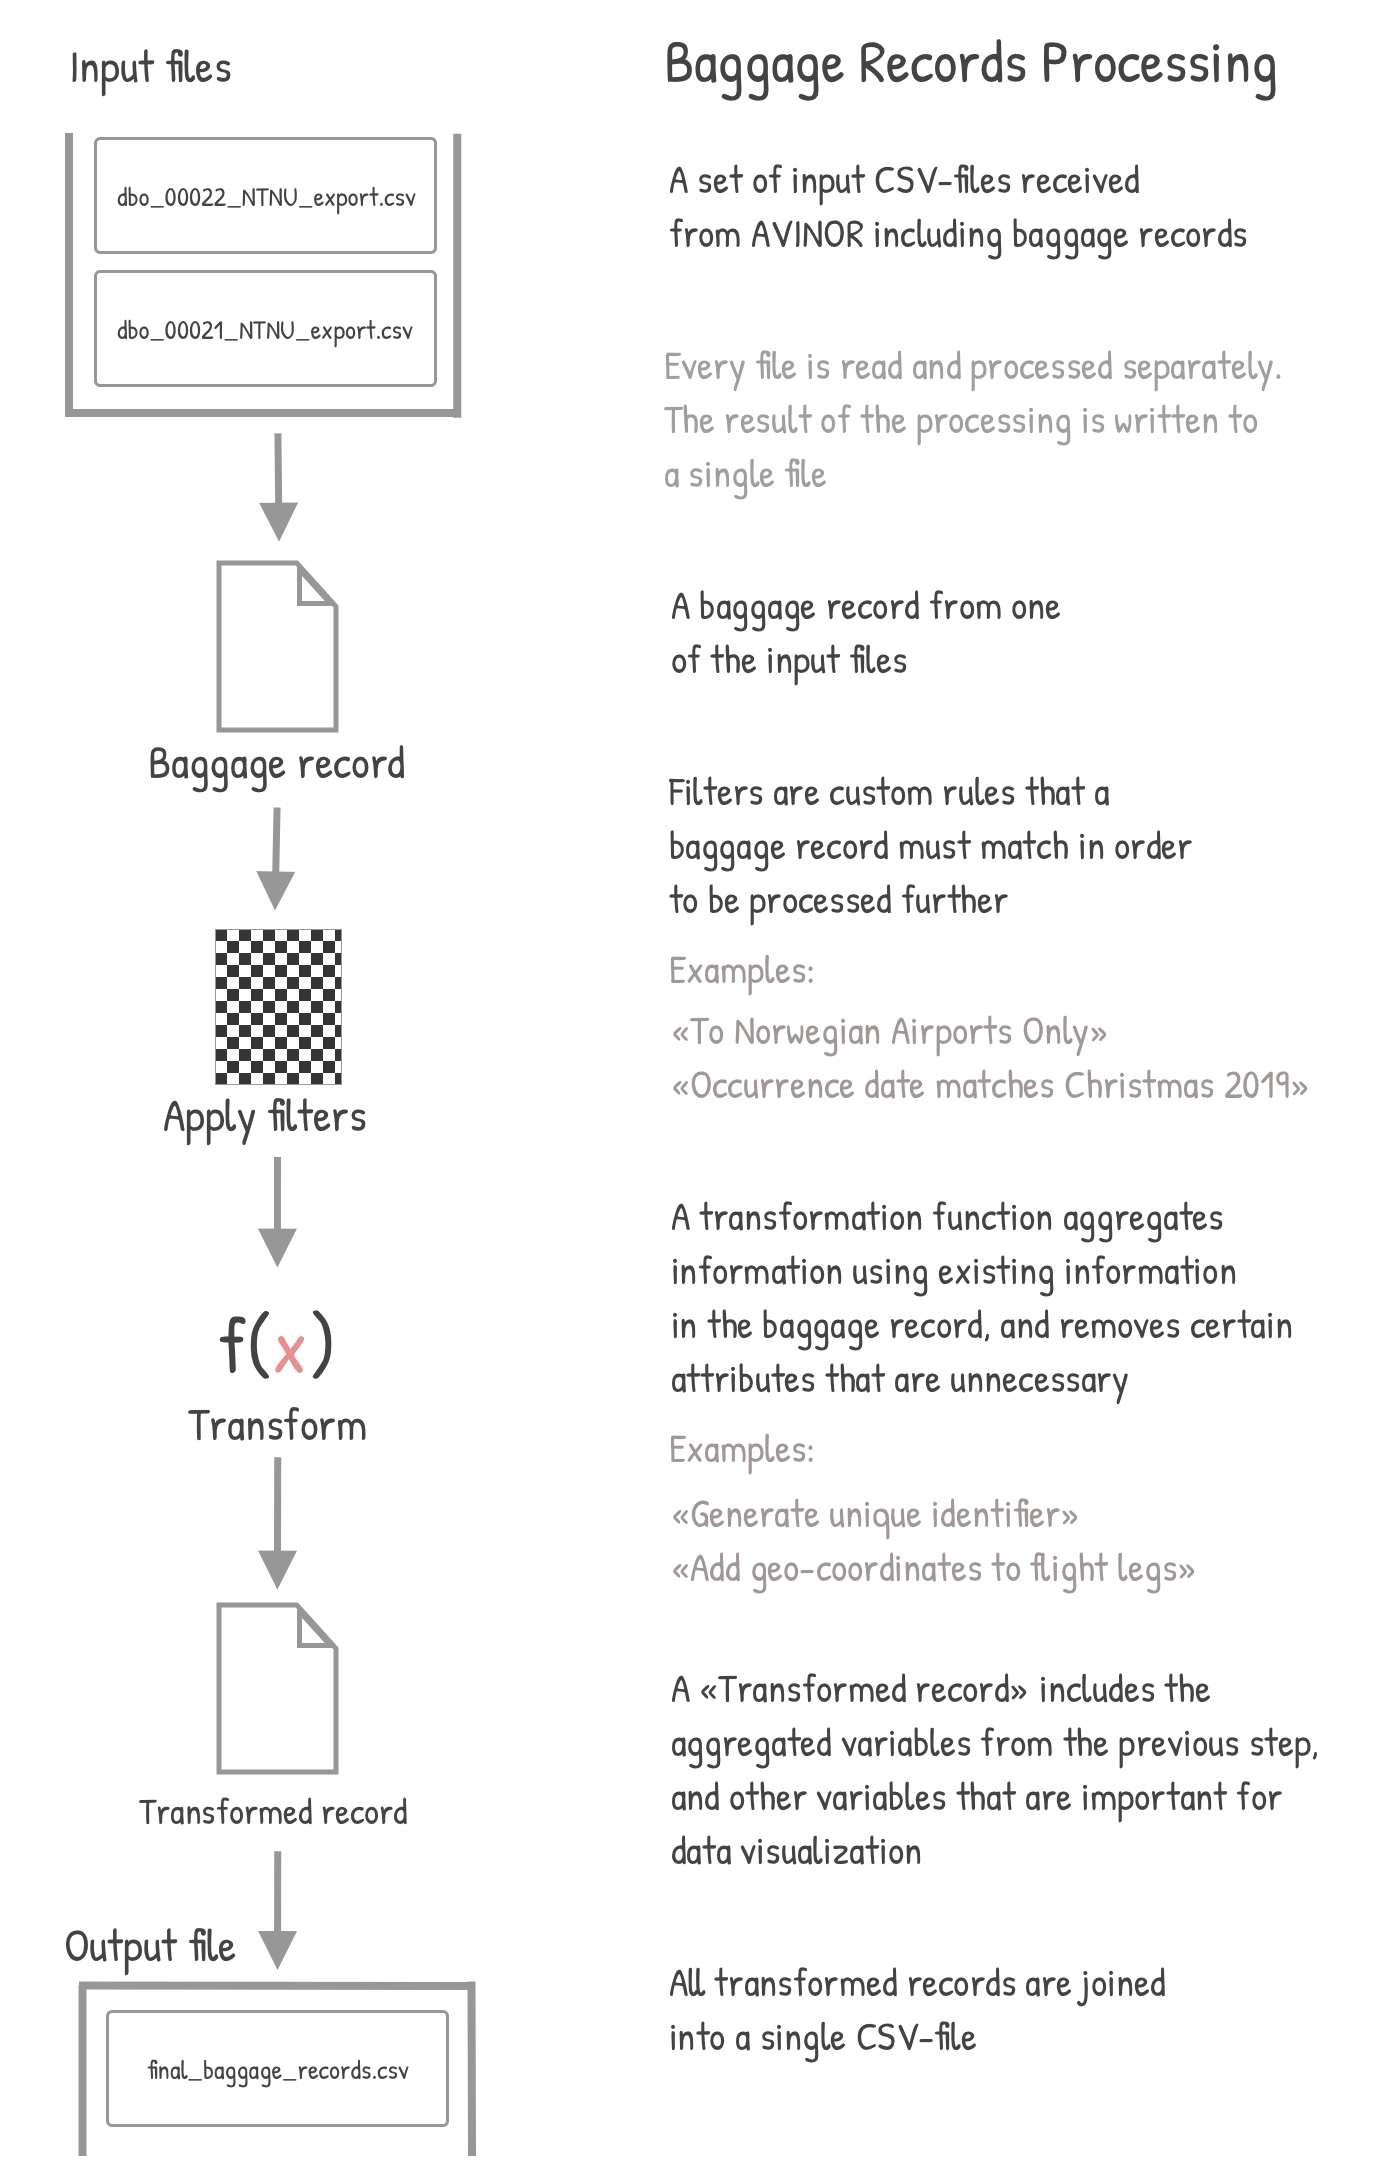 Input files
Baggage Records Processing
dbo_00022_NTNU_export.csv
dbo_00021_NTNU_export.csv
A set of input CSV-files received
from AVINOR including baggage records
Every file is read and processed separately.
The result of the processing is written to
a single file
A baggage record from one
of the input files
Baggage record
Filters are custom rules that a
baggage record must match in order
to be processed further
Examples:
«To Norwegian Airports Only»
«Occurrence date matches Christmas 2019»
Apply filters
A transformation function aggregates
information using existing information
in the baggage record, and removes certain
attributes that are unnecessary
f(x)
Transform
Examples:
«Generate unique identifier»
«Add geo-coordinates to flight legs»
A «Transformed record» includes the
aggregated variables from the previous step,
and other variables that are important for
data visualization
Transformed record
Output file
All transformed records are joined
into a single CSV-file
final_baggage_records.csv